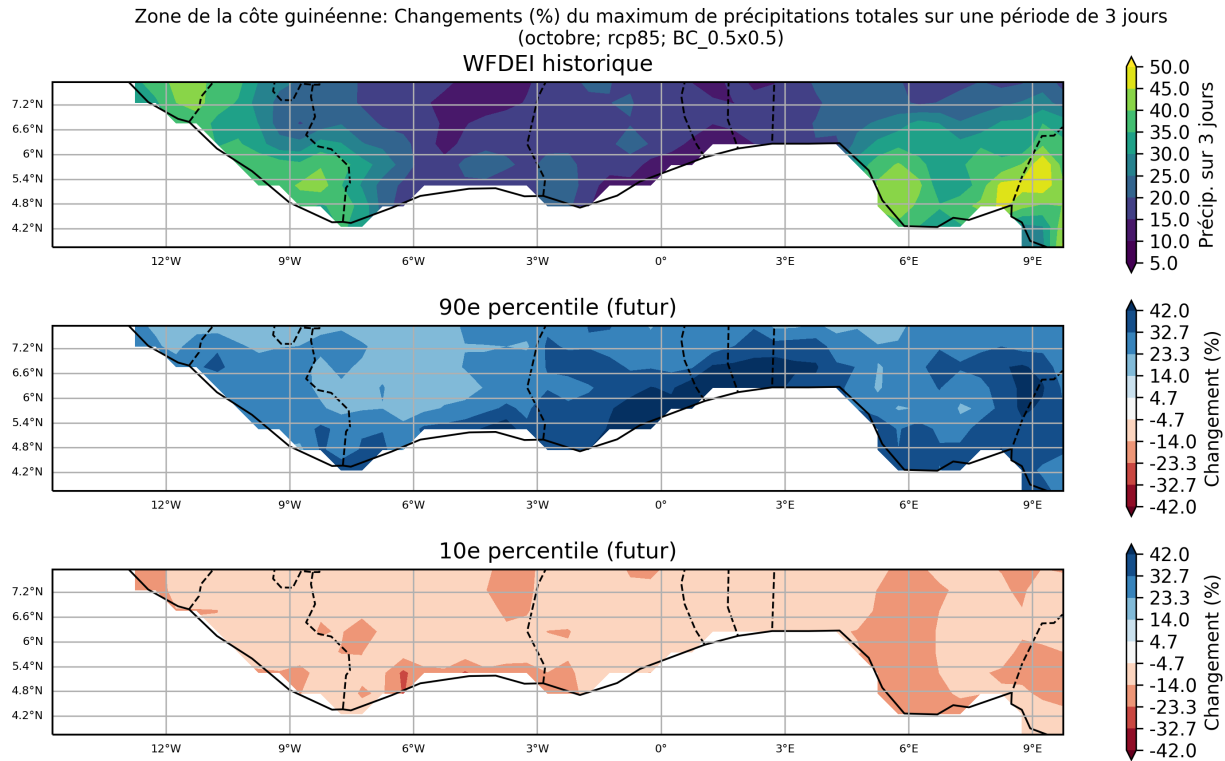 Zone de la côte guinéenne: Changements (%) du maximum de précipitations totales sur une période de 3 jours
(octobre; rcp85; BC_0.5x0.5)
WFDEI historique
7.2°N
6.6°N
6°N
5.4°N
4.8°N
4.2°N
12°W 9°W 6°W 3°W 0° 3°E 6°E 9°E
50.0
45.0
40.0
35.0
30.0
25.0
20.0
15.0
10.0
5.0
Précip. sur 3 jours
90e percentile (futur)
7.2°N
6.6°N
6°N
5.4°N
4.8°N
4.2°N
12°W 9°W 6°W 3°W 0° 3°E 6°E 9°E
42.0
32.7
23.3
14.0
4.7
-4.7
-14.0
-23.3
-32.7
-42.0
Changement (%)
10e percentile (futur)
7.2°N
6.6°N
6°N
5.4°N
4.8°N
4.2°N
12°W 9°W 6°W 3°W 0° 3°E 6°E 9°E
42.0
32.7
23.3
14.0
4.7
-4.7
-14.0
-23.3
-32.7
-42.0
Changement (%)